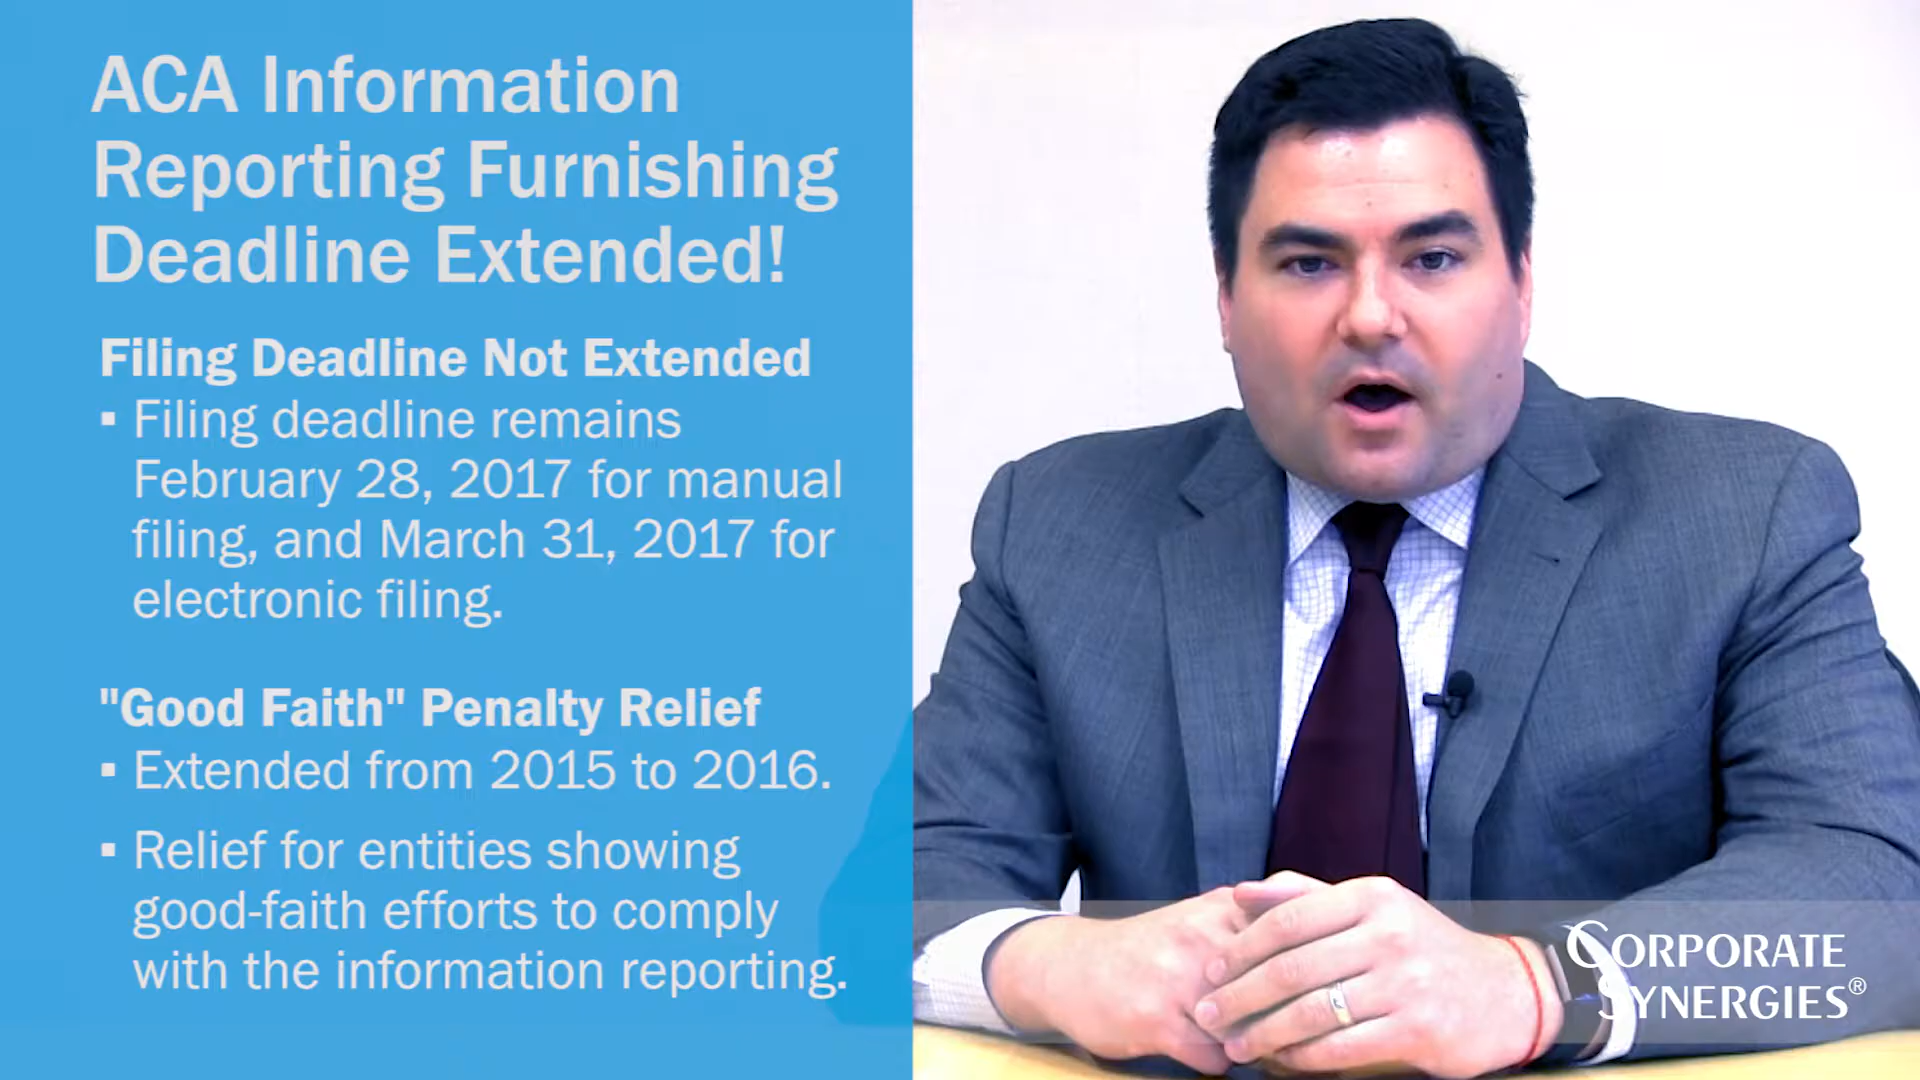 ACA Information
Reporting Furnishing
Deadline Extended!
Filing Deadline Not Extended
▪ Filing deadline remains
February 28, 2017 for manual
filing, and March 31, 2017 for
electronic filing.
"Good Faith" Penalty Relief
▪ Extended from 2015 to 2016.
▪ Relief for entities showing
good-faith efforts to comply
with the information reporting.
CORPORATE
SYNERGIES®